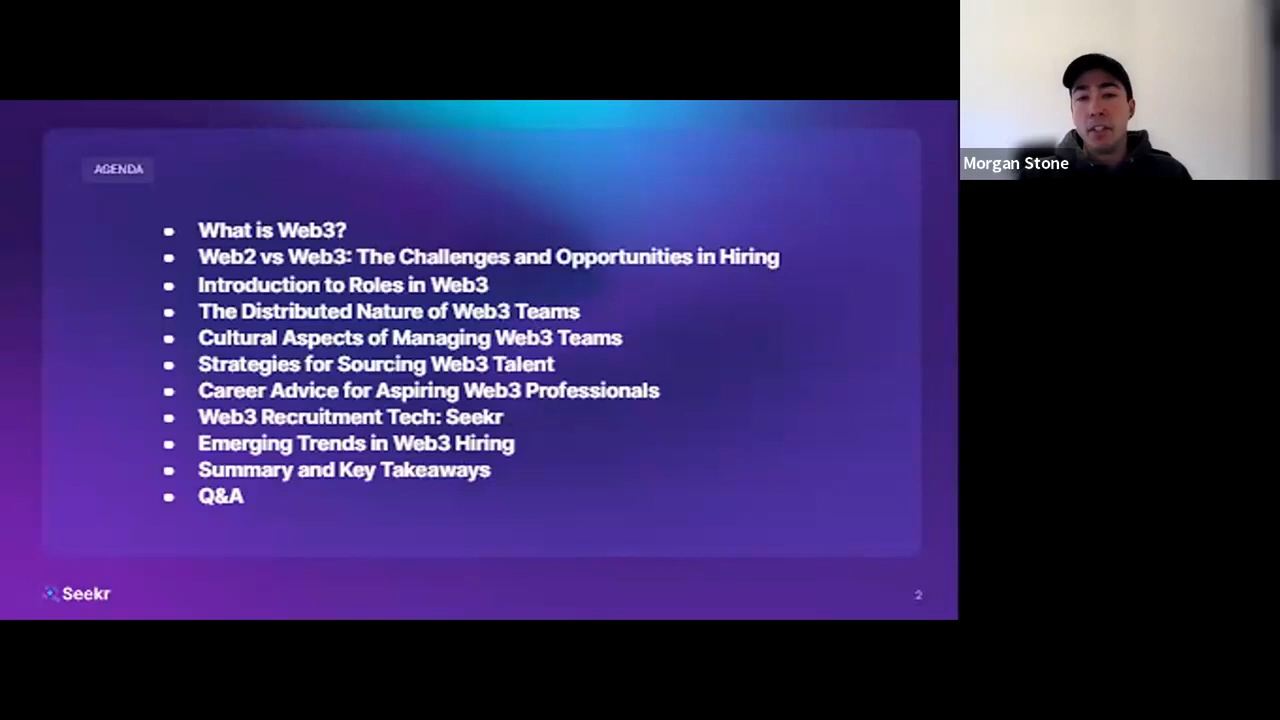 AGENDA
What is Web3?
Web2 vs Web3: The Challenges and Opportunities in Hiring
Introduction to Roles in Web3
The Distributed Nature of Web3 Teams
Cultural Aspects of Managing Web3 Teams
Strategies for Sourcing Web3 Talent
Career Advice for Aspiring Web3 Professionals
Web3 Recruitment Tech: Seekr
Emerging Trends in Web3 Hiring
Summary and Key Takeaways
Q&A
Seekr
2
Morgan Stone